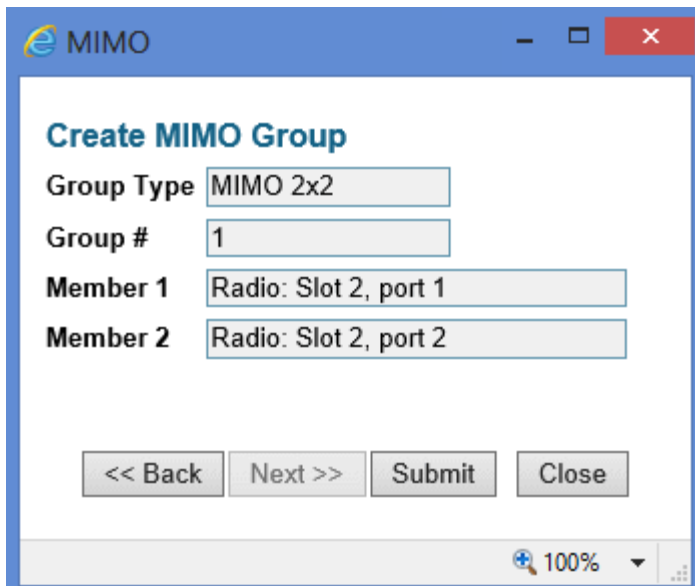 MIMO
Create MIMO Group
Group Type MIMO 2x2
Group # 1
Member 1 Radio: Slot 2, port 1
Member 2 Radio: Slot 2, port 2
<< Back Next >> Submit Close
100%